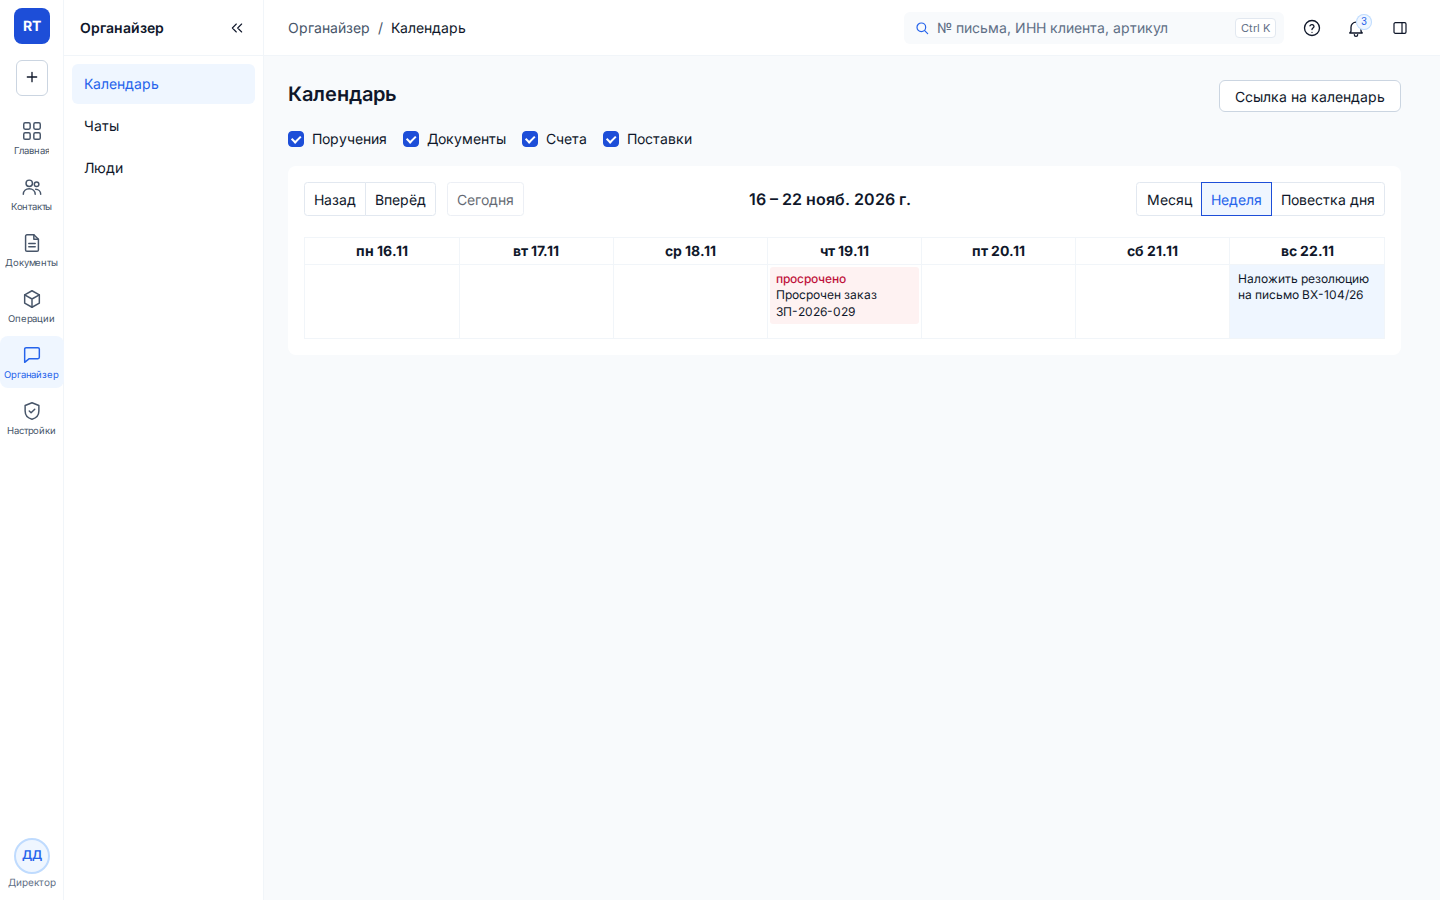 RT
Органайзер
Органайзер / Календарь
№ письма, ИНН клиента, артикул
Ctrl K
3
Календарь
Чаты
Люди
Главная
Контакты
Документы
Операции
Органайзер
Настройки
ДД
Директор
Календарь
Ссылка на календарь
Поручения
Документы
Счета
Поставки
Назад
Вперёд
Сегодня
16 – 22 нояб. 2026 г.
Месяц
Неделя
Повестка дня
пн 16.11
вт 17.11
ср 18.11
чт 19.11
пт 20.11
сб 21.11
вс 22.11
просрочено
Просрочен заказ
ЗП-2026-029
Наложить резолюцию
на письмо ВХ-104/26